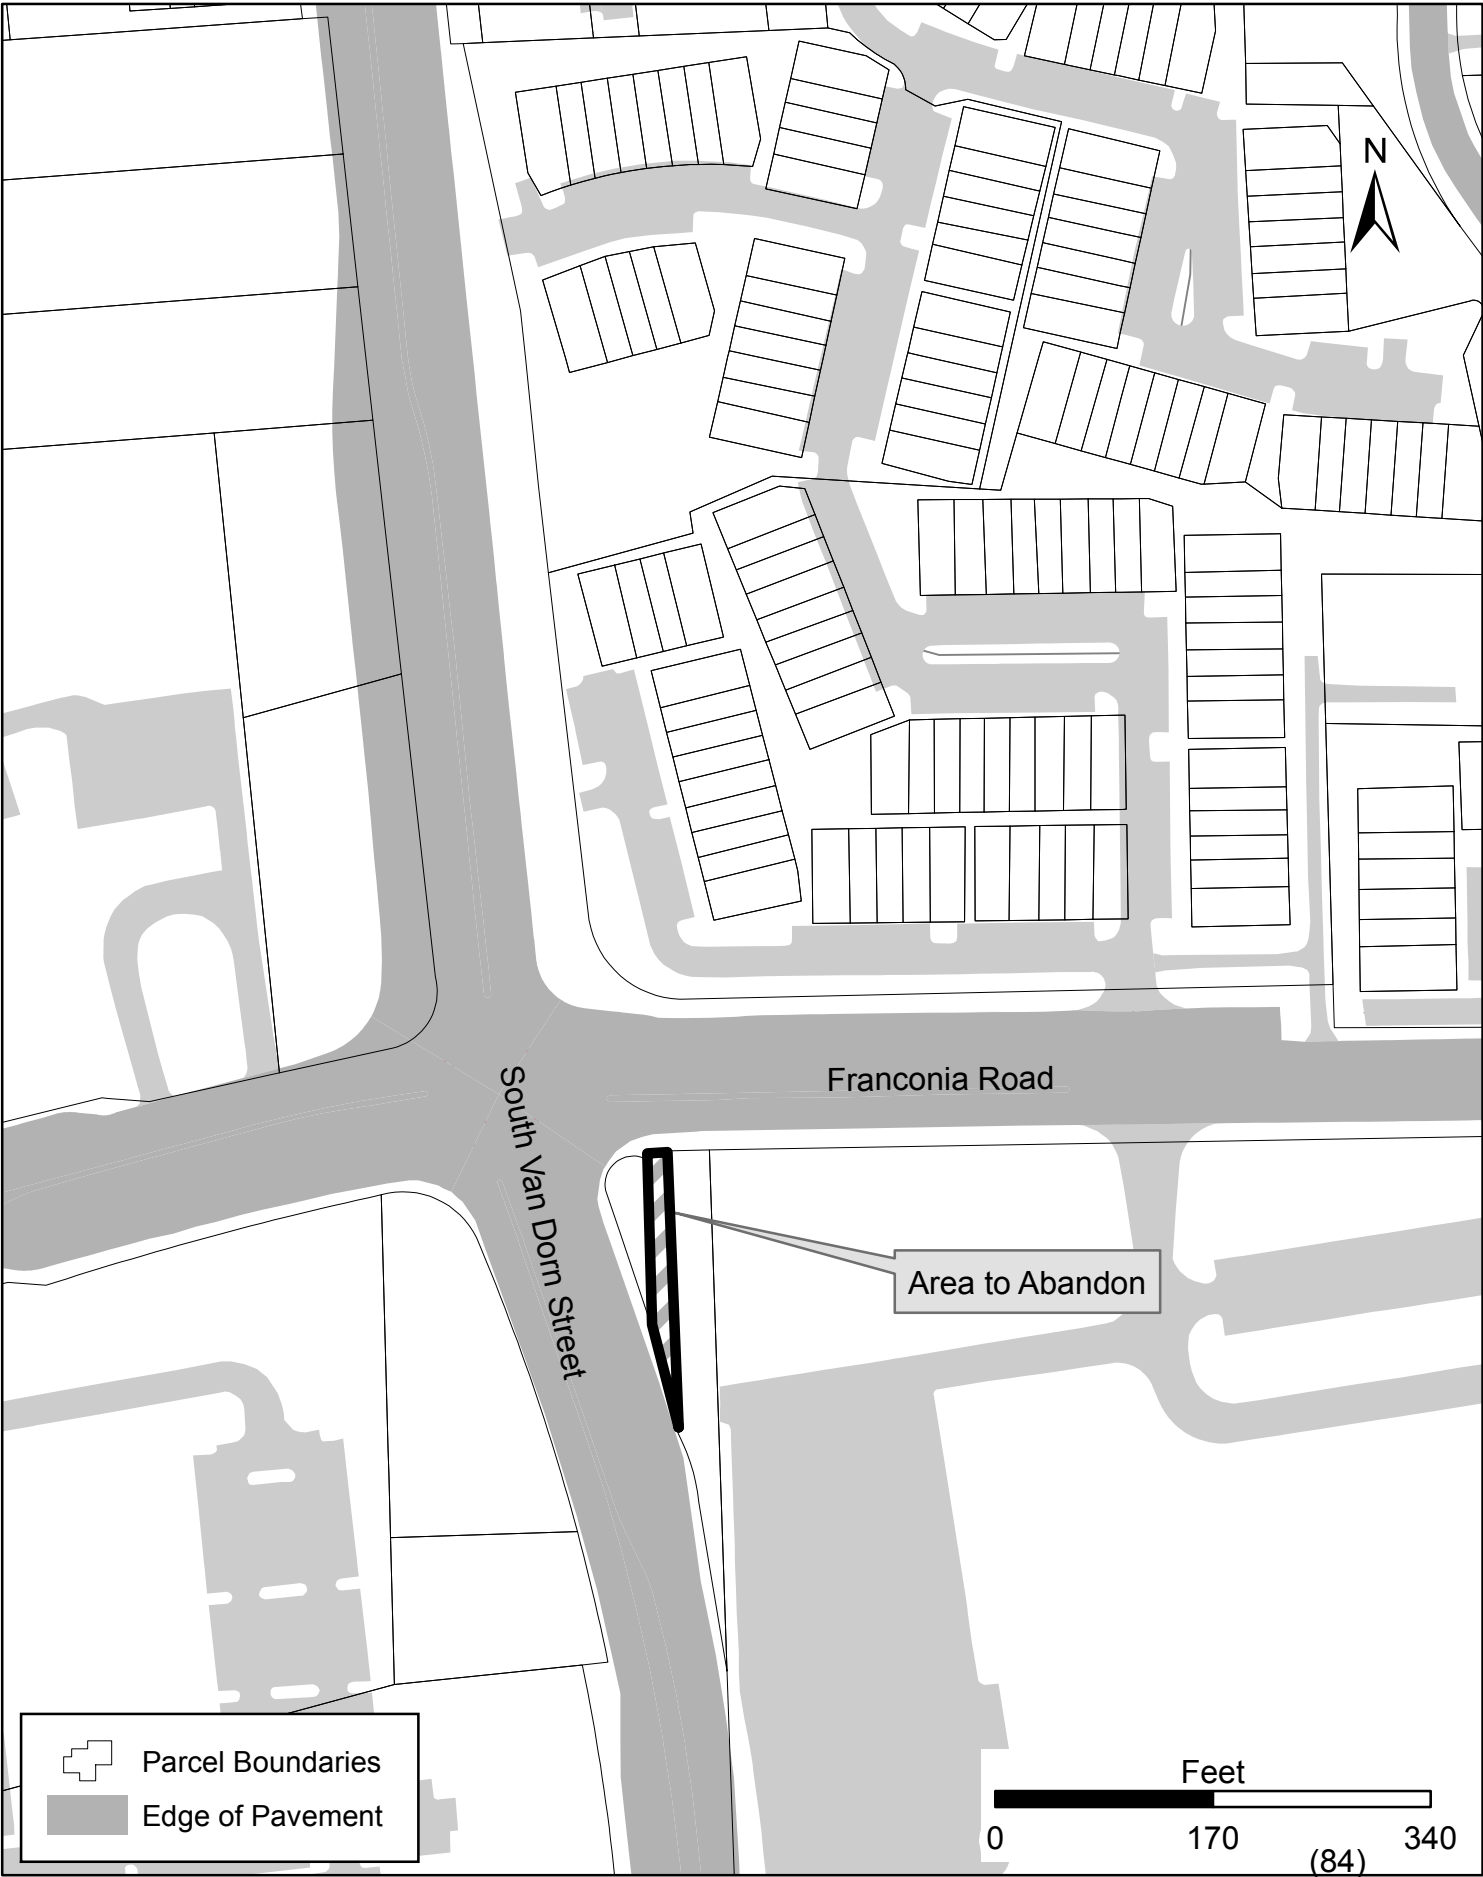 N
Franconia Road
South Van Dorn Street
Area to Abandon
Parcel Boundaries
Edge of Pavement
Feet
0 170 340
(84)